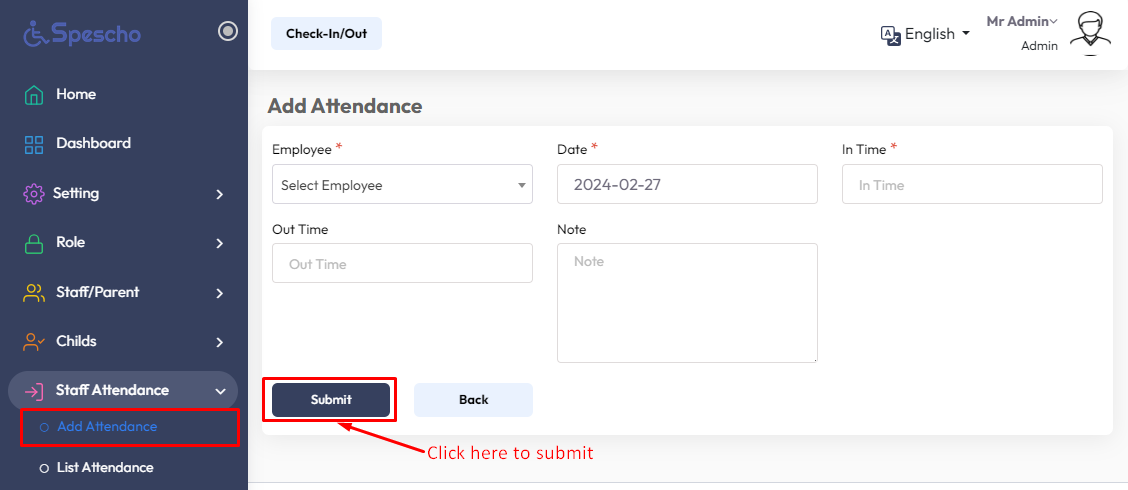 Spescho
Check-In/Out
English
Mr Admin
Admin
Home
Dashboard
Setting
Role
Staff/Parent
Childs
Staff Attendance
Add Attendance
List Attendance
Add Attendance
Employee *
Date *
In Time *
Select Employee
2024-02-27
In Time
Out Time
Note
Out Time
Note
Submit
Back
Click here to submit